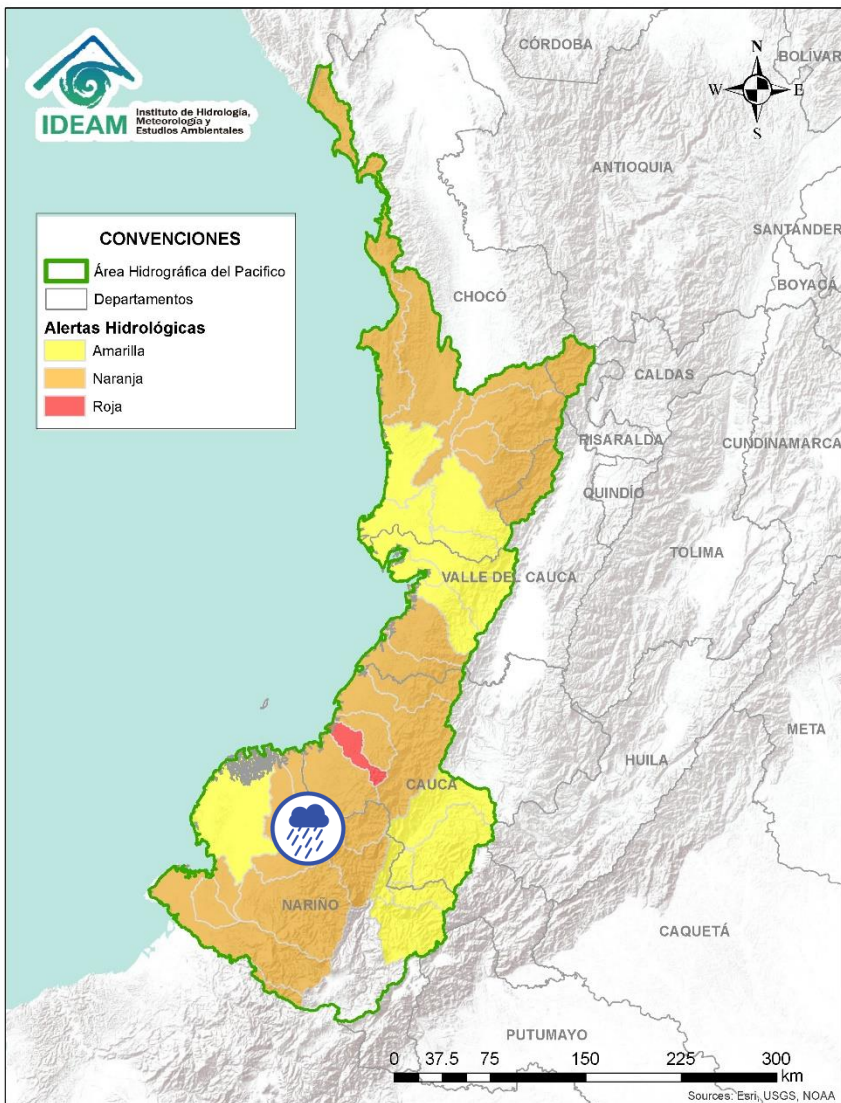 IDEAM
Instituto de Hidrología,
Meteorología y
Estudios Ambientales
N
W
E
S
CÓRDOBA
BOLÍVAR
ANTIOQUIA
SANTANDER
BOYACÁ
CHOCÓ
CALDAS
RISARALDA
CUNDINAMARCA
QUINDÍO
TOLIMA
VALLE DEL CAUCA
META
HUILA
CAUCA
NARIÑO
CAQUETÁ
PUTUMAYO
CONVENCIONES
Área Hidrográfica del Pacifico
Departamentos
Alertas Hidrológicas
Amarilla
Naranja
Roja
0 37.5 75 150 225 300
km
Sources: Esri, USGS, NOAA